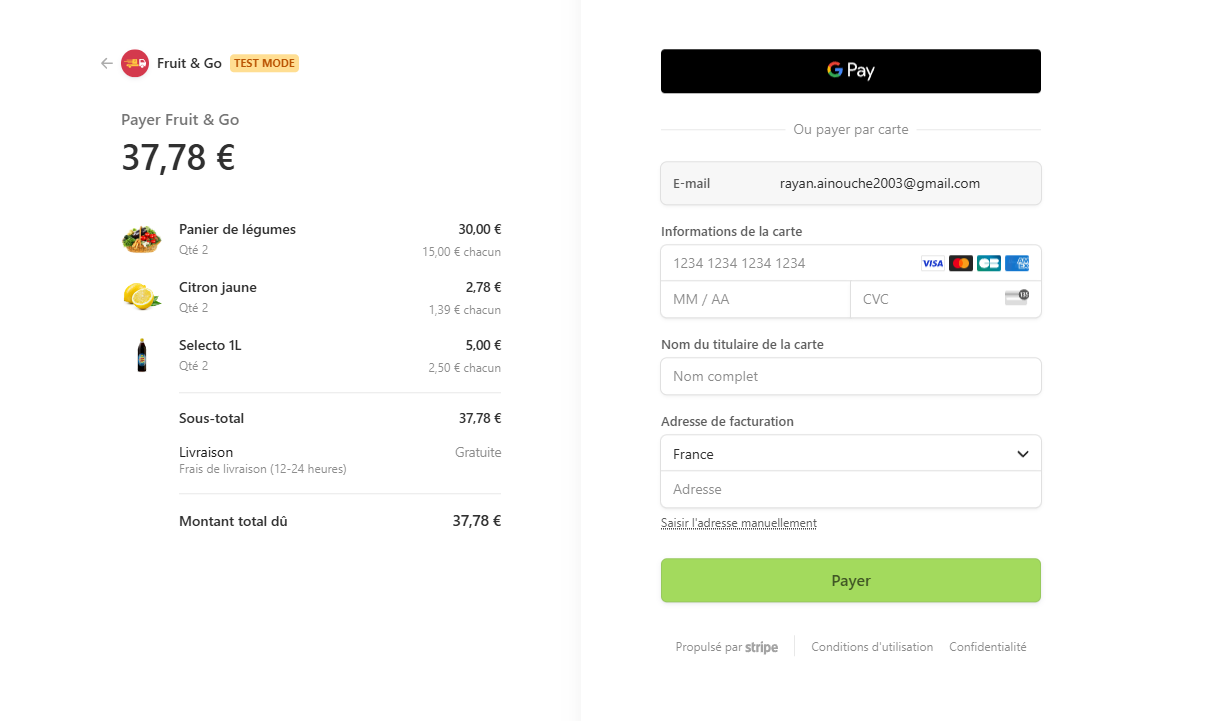 Fruit & Go TEST MODE
Payer Fruit & Go
37,78 €
Panier de légumes 30,00 €
Qté 2 15,00 € chacun
Citron jaune 2,78 €
Qté 2 1,39 € chacun
Selecto 1L 5,00 €
Qté 2 2,50 € chacun
Sous-total 37,78 €
Livraison Gratuite
Frais de livraison (12-24 heures)
Montant total dû 37,78 €
G Pay
Ou payer par carte
E-mail rayan.ainouche2003@gmail.com
Informations de la carte
1234 1234 1234 1234 VISA
MM / AA CVC
Nom du titulaire de la carte
Nom complet
Adresse de facturation
France
Adresse
Saisir l'adresse manuellement
Payer
Propulsé par stripe Conditions d'utilisation Confidentialité